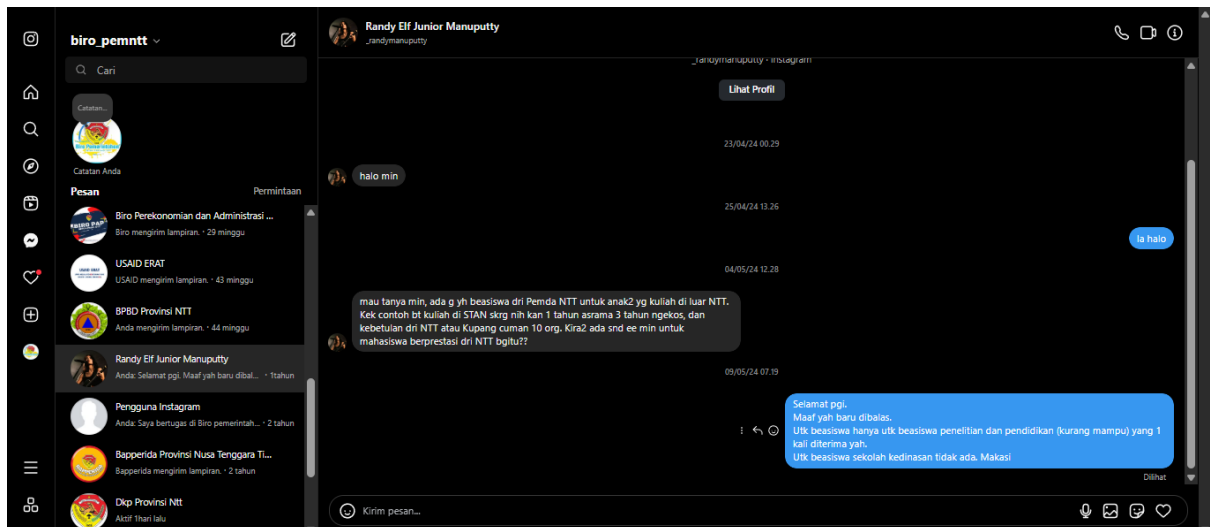 biro_pemntt
Cari
Catatan...
Catatan Anda
Pesan
Permintaan
Biro Perekonomian dan Administrasi ...
Biro mengirim lampiran. · 29 minggu
USAID ERAT
USAID mengirim lampiran. · 43 minggu
BPBD Provinsi NTT
Anda mengirim lampiran. · 44 minggu
Randy Elf Junior Manuputty
Anda: Selamat pgi. Maaf yah baru dibal... · 1tahun
Pengguna Instagram
Anda: Saya bertugas di Biro pemerintah... · 2 tahun
Bapperida Provinsi Nusa Tenggara Ti...
Bapperida mengirim lampiran. · 2 tahun
Dkp Provinsi Ntt
Aktif 1hari lalu
Randy Elf Junior Manuputty
_randymanuputty
_randymanuputty · Instagram
Lihat Profil
23/04/24 00.29
halo min
25/04/24 13.26
Ia halo
04/05/24 12.28
mau tanya min, ada g yh beasiswa dri Pemda NTT untuk anak2 yg kuliah di luar NTT.
Kek contoh bt kuliah di STAN skrg nih kan 1 tahun asrama 3 tahun ngekos, dan
kebetulan dri NTT atau Kupang cuman 10 org. Kira2 ada snd ee min untuk
mahasiswa berprestasi dri NTT bgitu??
09/05/24 07.19
Selamat pgi.
Maaf yah baru dibalas.
Utk beasiswa hanya utk beasiswa penelitian dan pendidikan (kurang mampu) yang 1
kali diterima yah.
Utk beasiswa sekolah kedinasan tidak ada. Makasi
Dilihat
Kirim pesan...